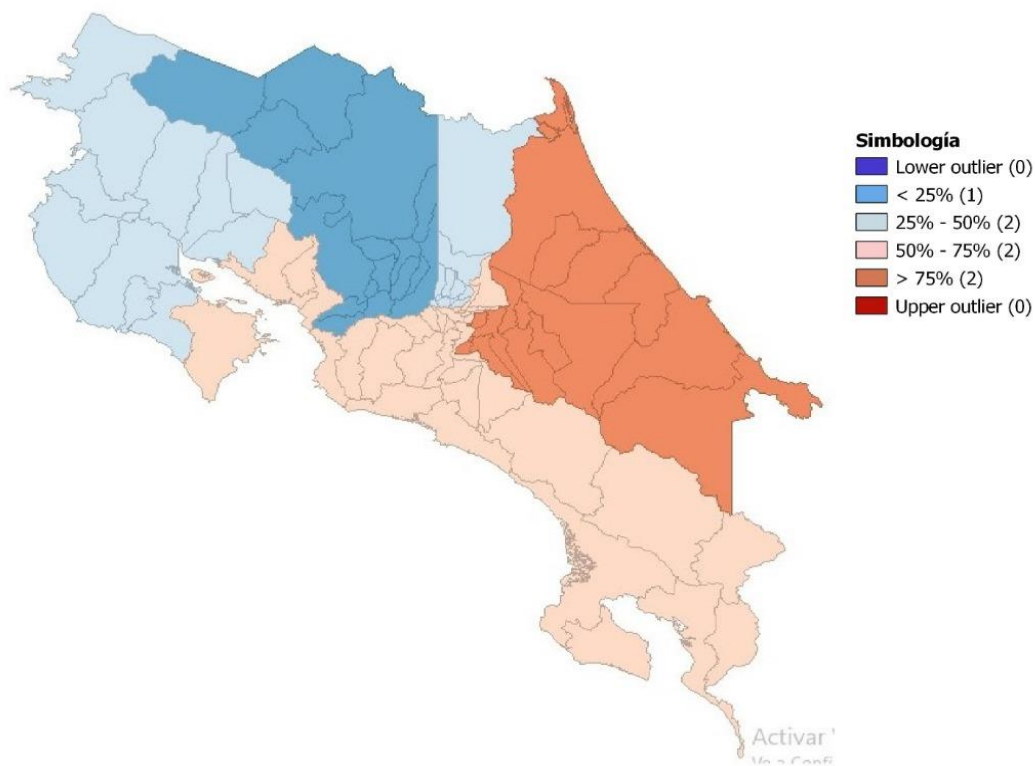 Simbología
Lower outlier (0)
< 25% (1)
25% - 50% (2)
50% - 75% (2)
> 75% (2)
Upper outlier (0)
Activar